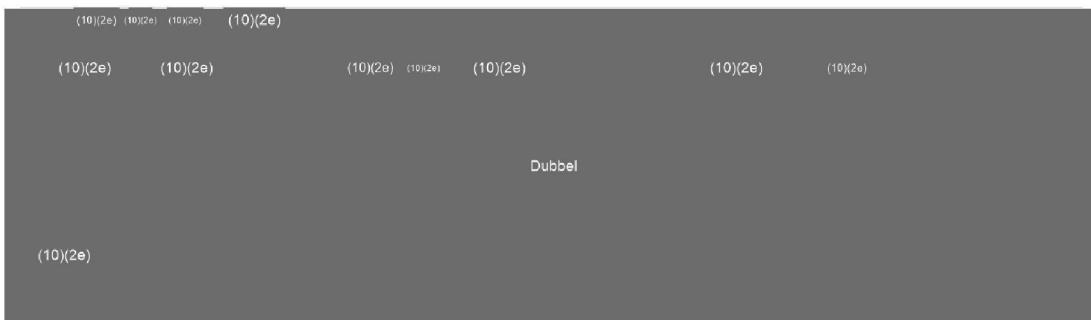 (10)(2e) (10)(2e) (10)(2e) (10)(2e)
(10)(2e) (10)(2e) (10)(2e) (10)(2e) (10)(2e) (10)(2e) (10)(2e)
Dubbel
(10)(2e)